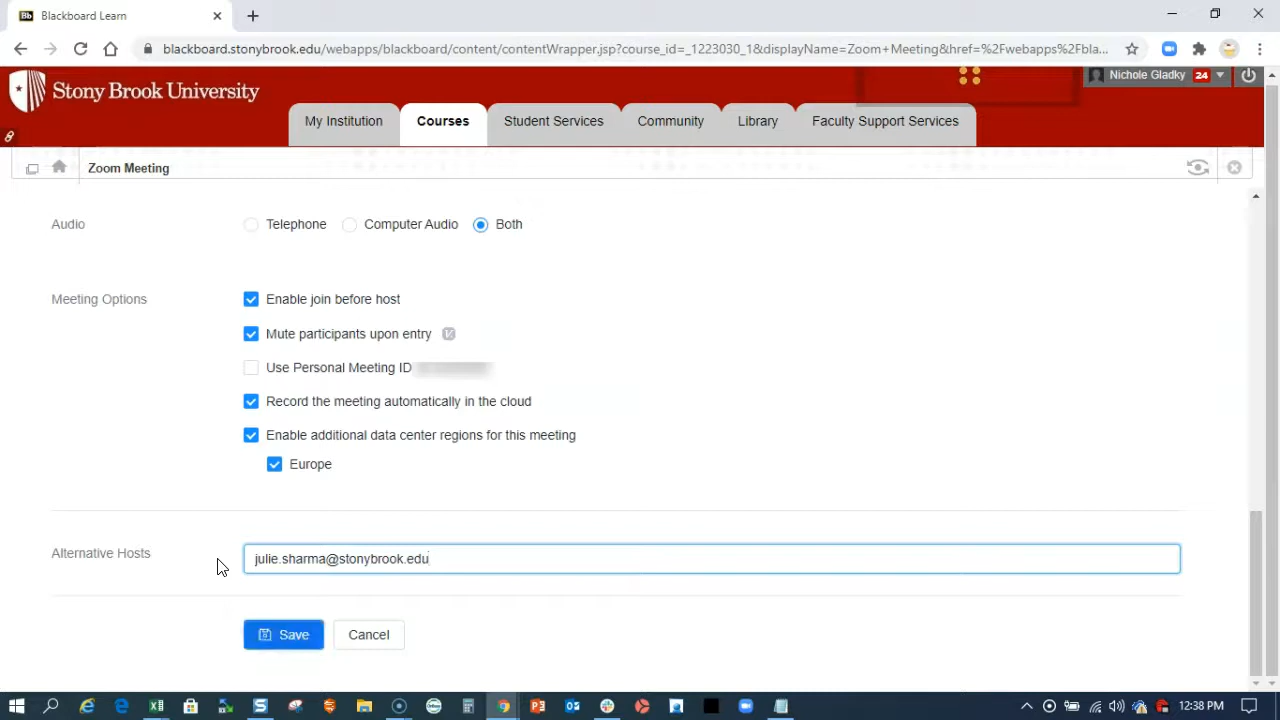 Bb Blackboard Learn
blackboard.stonybrook.edu/webapps/blackboard/content/contentWrapper.jsp?course_id=_1223030_1&displayName=Zoom+Meeting&href=%2Fwebapps%2Fbla...
Stony Brook University
Nichole Gladky 24
My Institution Courses Student Services Community Library Faculty Support Services
Zoom Meeting
Audio Telephone Computer Audio Both
Meeting Options Enable join before host
Mute participants upon entry
Use Personal Meeting ID
Record the meeting automatically in the cloud
Enable additional data center regions for this meeting
Europe
Alternative Hosts julie.sharma@stonybrook.edu
Save Cancel
12:38 PM